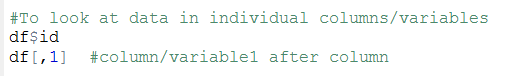 #To look at data in individual columns/variables
df$id
df[,1]  #column/variable1 after column